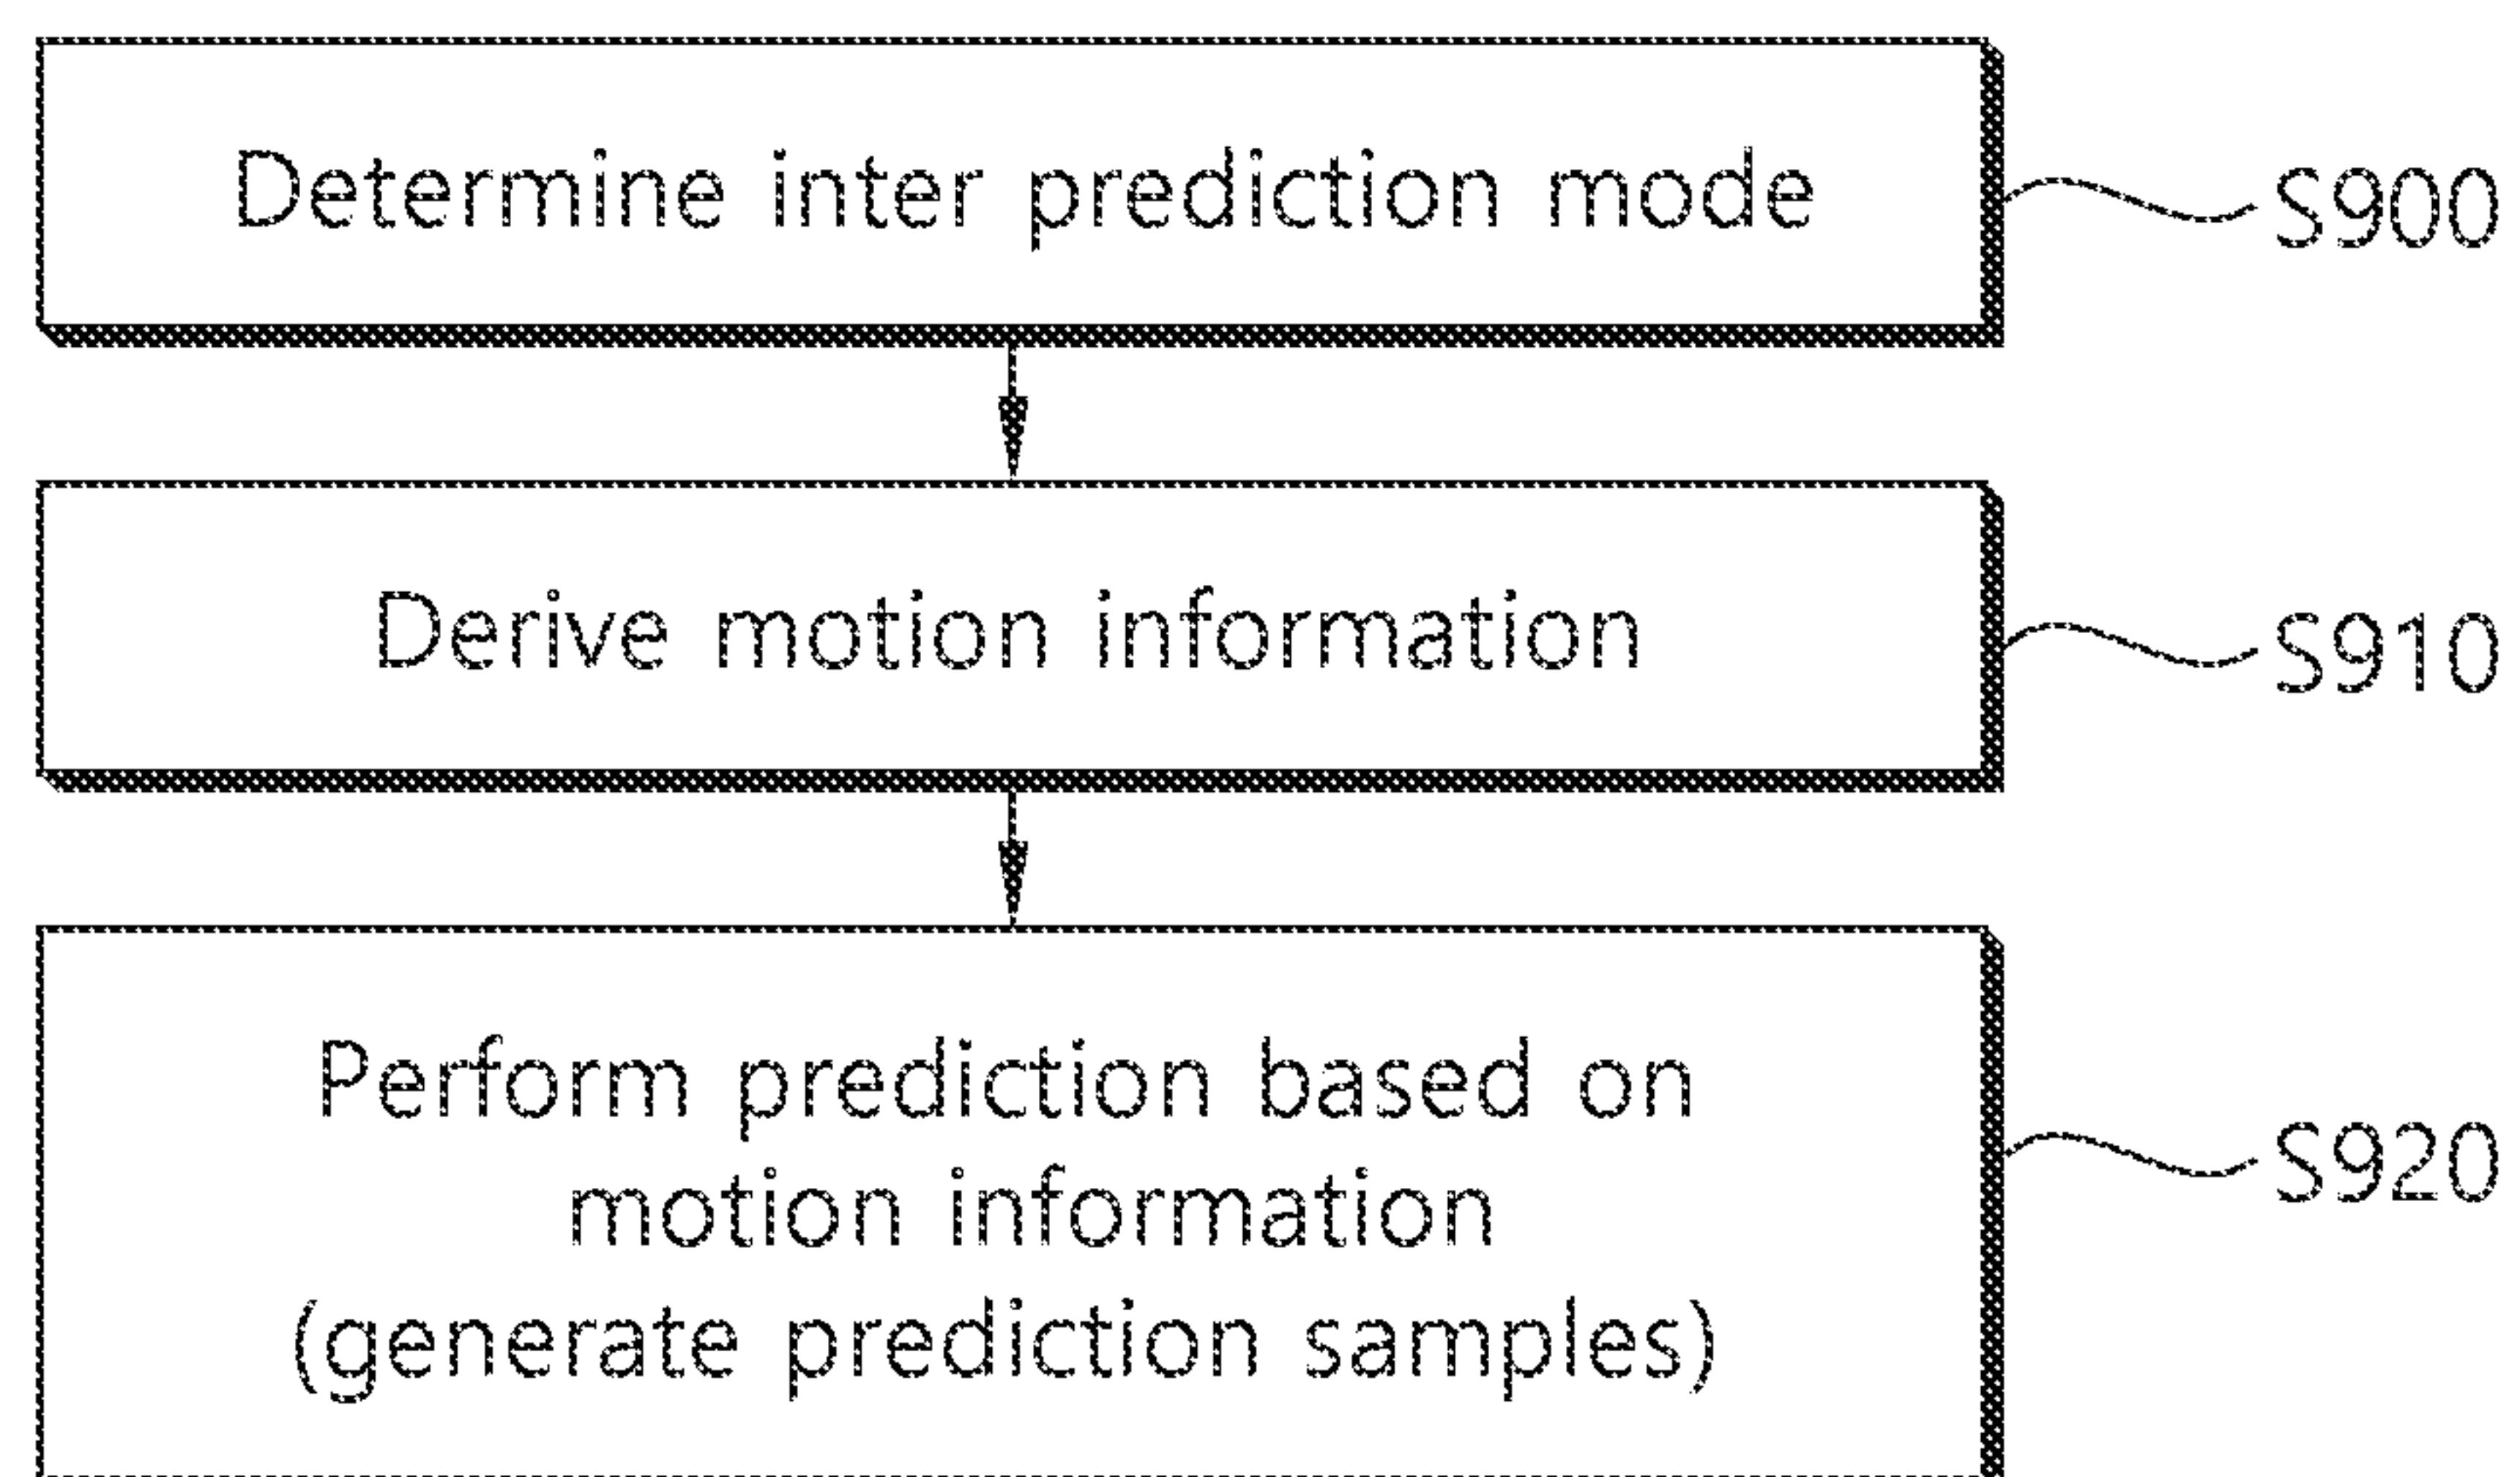 Determine inter prediction mode
S900
Derive motion information
S910
Perform prediction based on
motion information
(generate prediction samples)
S920